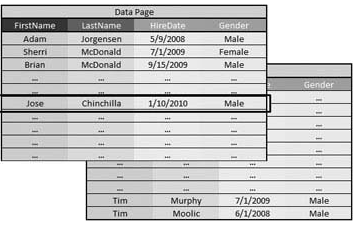 Data Page
FirstName LastName HireDate Gender
Adam Jorgensen 5/9/2008 Male
Sherri McDonald 7/1/2009 Female
Brian McDonald 9/15/2009 Male
... ... ... ...
... ... ... ...
Jose Chinchilla 1/10/2010 Male
... ... ... ...
... ... ... ...
... ... ... ...
... ... ... ...
e Gender
...
...
...
...
...
... ... ... ...
... ... ... ...
Tim Murphy 7/1/2009 Male
Tim Moolic 6/1/2008 Male